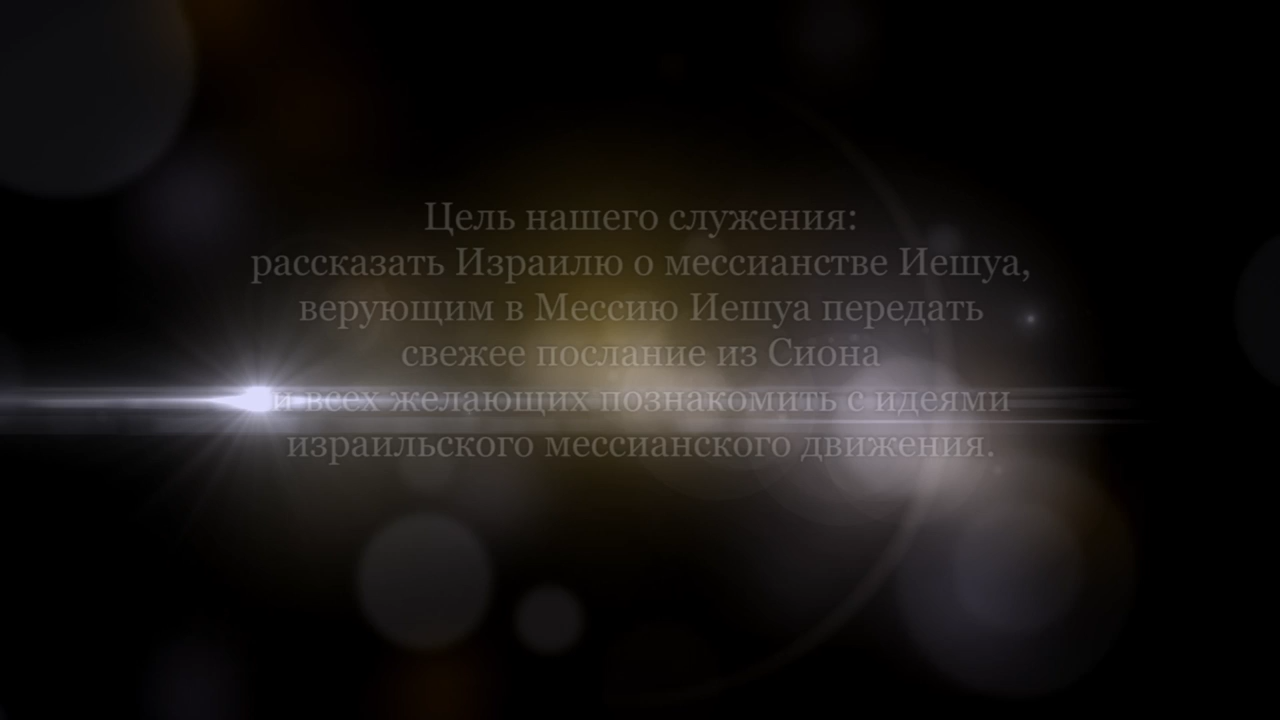 Цель нашего служения:
рассказать Израилю о мессианстве Иешуа,
верующим в Мессию Иешуа передать
свежее послание из Сиона
и всех желающих познакомить с идеями
израильского мессианского движения.